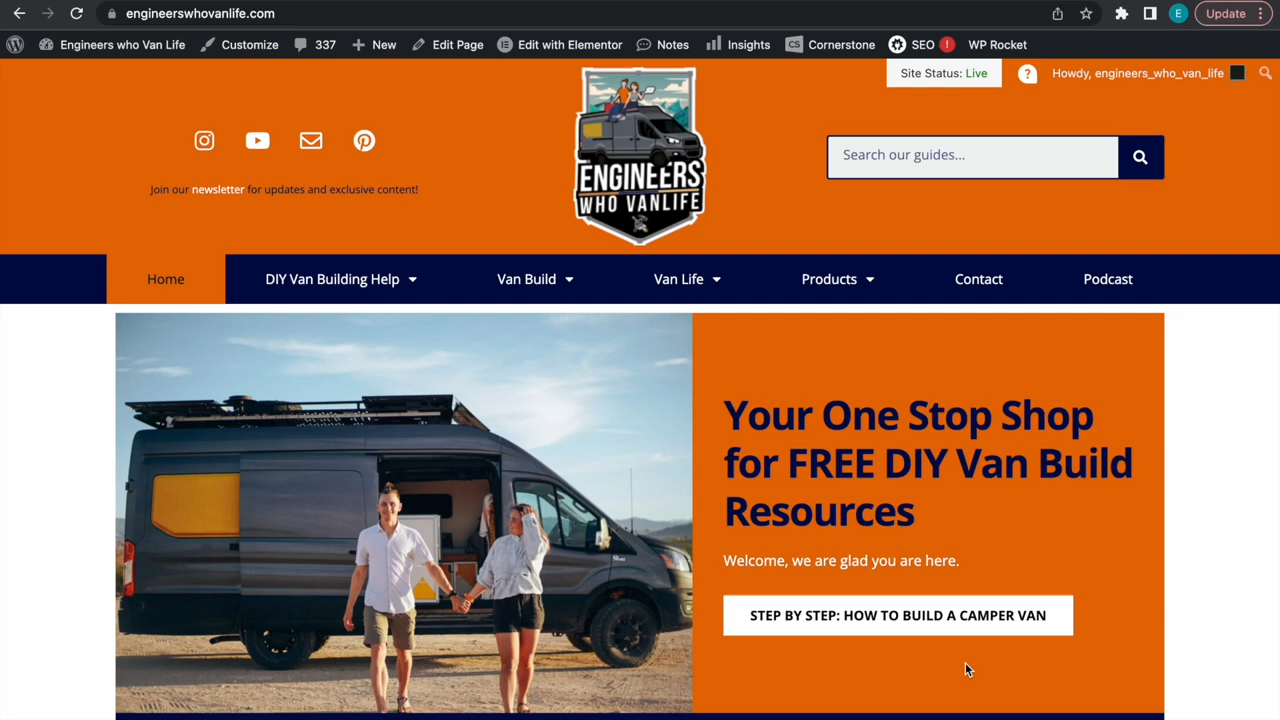 engineerswhovanlife.com
E
Update
Engineers who Van Life
Customize
337
New
Edit Page
Edit with Elementor
Notes
Insights
CS Cornerstone
SEO !
WP Rocket
Site Status: Live
?
Howdy, engineers_who_van_life
Join our newsletter for updates and exclusive content!
ENGINEERS
WHO VANLIFE
Search our guides...
Home
DIY Van Building Help
Van Build
Van Life
Products
Contact
Podcast
Your One Stop Shop
for FREE DIY Van Build
Resources
Welcome, we are glad you are here.
STEP BY STEP: HOW TO BUILD A CAMPER VAN